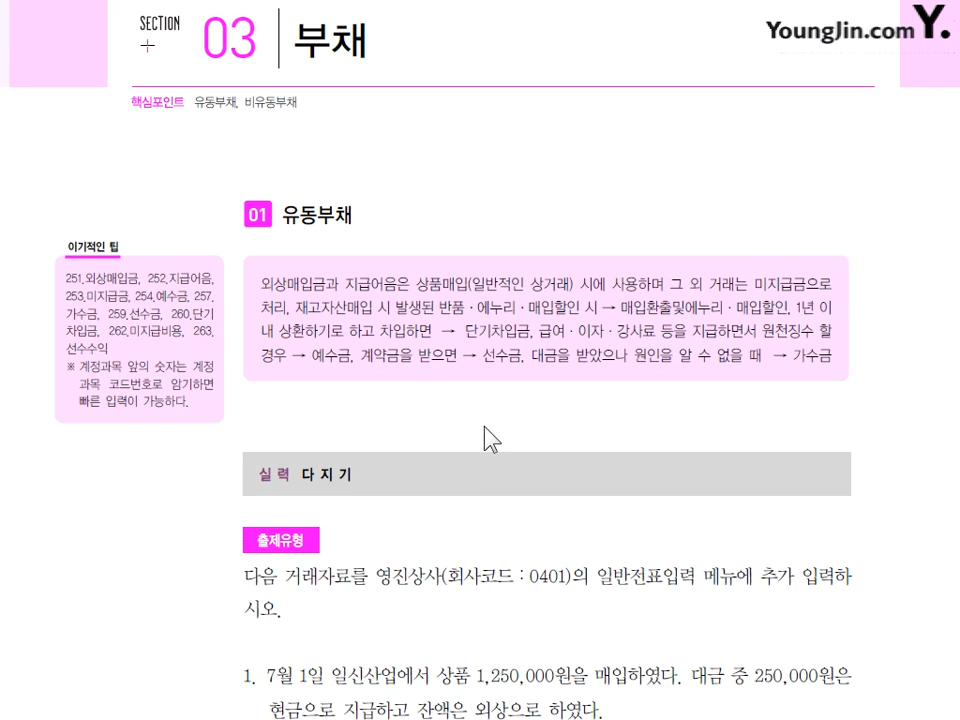 SECTION
03
부채
YoungJin.com Y.
핵심포인트 유동부채, 비유동부채
01 유동부채
이기적인 팁
251.외상매입금, 252.지급어음,
253.미지급금, 254.예수금, 257.
가수금, 259.선수금, 260.단기
차입금, 262.미지급비용, 263.
선수수익
※ 계정과목 앞의 숫자는 계정
과목 코드번호로 암기하면
빠른 입력이 가능하다.
외상매입금과 지급어음은 상품매입(일반적인 상거래) 시에 사용하며 그 외 거래는 미지급금으로
처리, 재고자산매입 시 발생된 반품·에누리·매입할인 시 → 매입환출및에누리·매입할인, 1년 이
내 상환하기로 하고 차입하면 → 단기차입금, 급여·이자·강사료 등을 지급하면서 원천징수 할
경우 → 예수금, 계약금을 받으면 → 선수금, 대금을 받았으나 원인을 알 수 없을 때 → 가수금
실력 다지기
출제유형
다음 거래자료를 영진상사(회사코드 : 0401)의 일반전표입력 메뉴에 추가 입력하
시오.
1. 7월 1일 일신산업에서 상품 1,250,000원을 매입하였다. 대금 중 250,000원은
현금으로 지급하고 잔액은 외상으로 하였다.